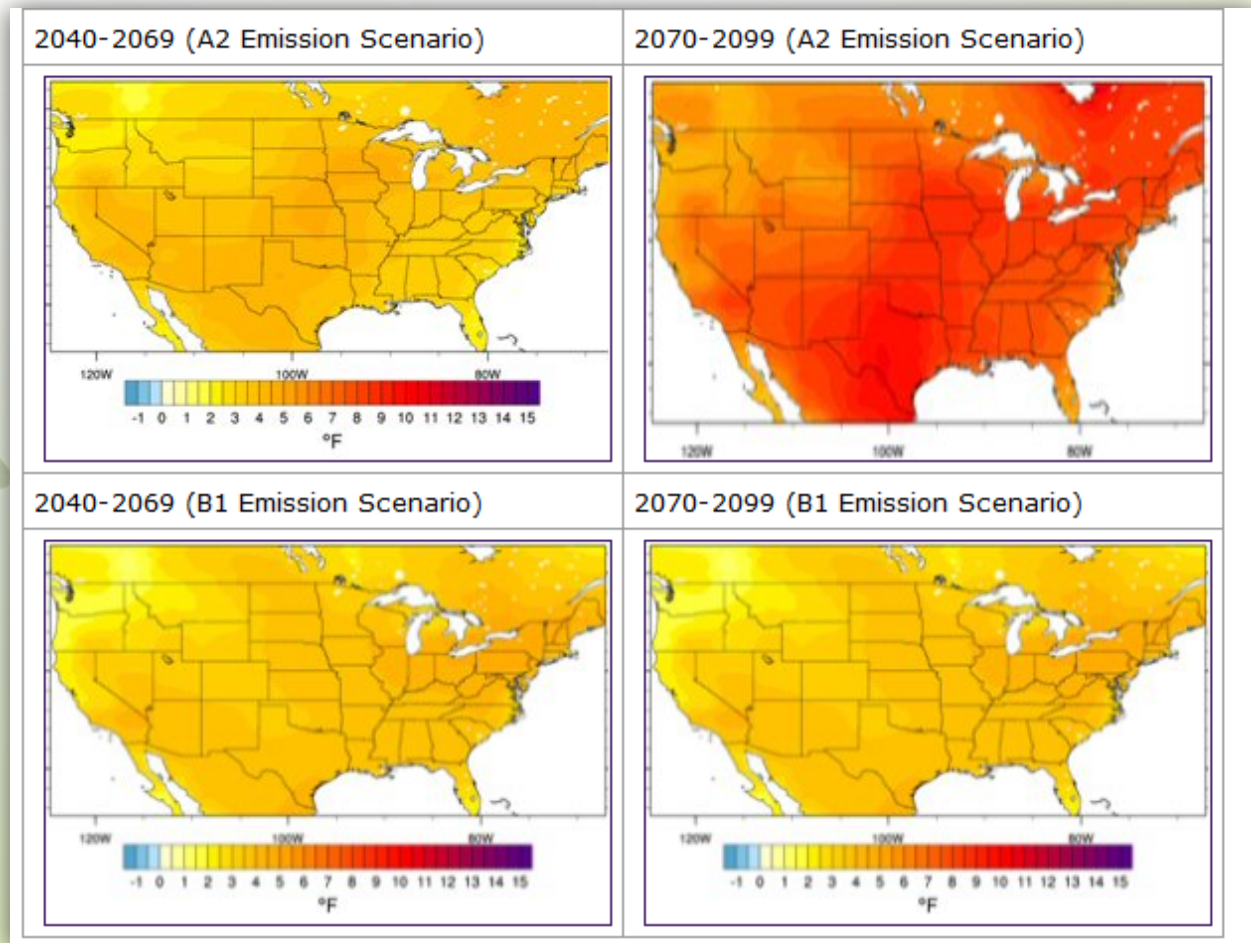 2040-2069 (A2 Emission Scenario)
2070-2099 (A2 Emission Scenario)
120W 100W 80W
-1 0 1 2 3 4 5 6 7 8 9 10 11 12 13 14 15
°F
120W 100W 80W
2040-2069 (B1 Emission Scenario)
2070-2099 (B1 Emission Scenario)
120W 100W 80W
-1 0 1 2 3 4 5 6 7 8 9 10 11 12 13 14 15
°F
120W 100W 80W
-1 0 1 2 3 4 5 6 7 8 9 10 11 12 13 14 15
°F